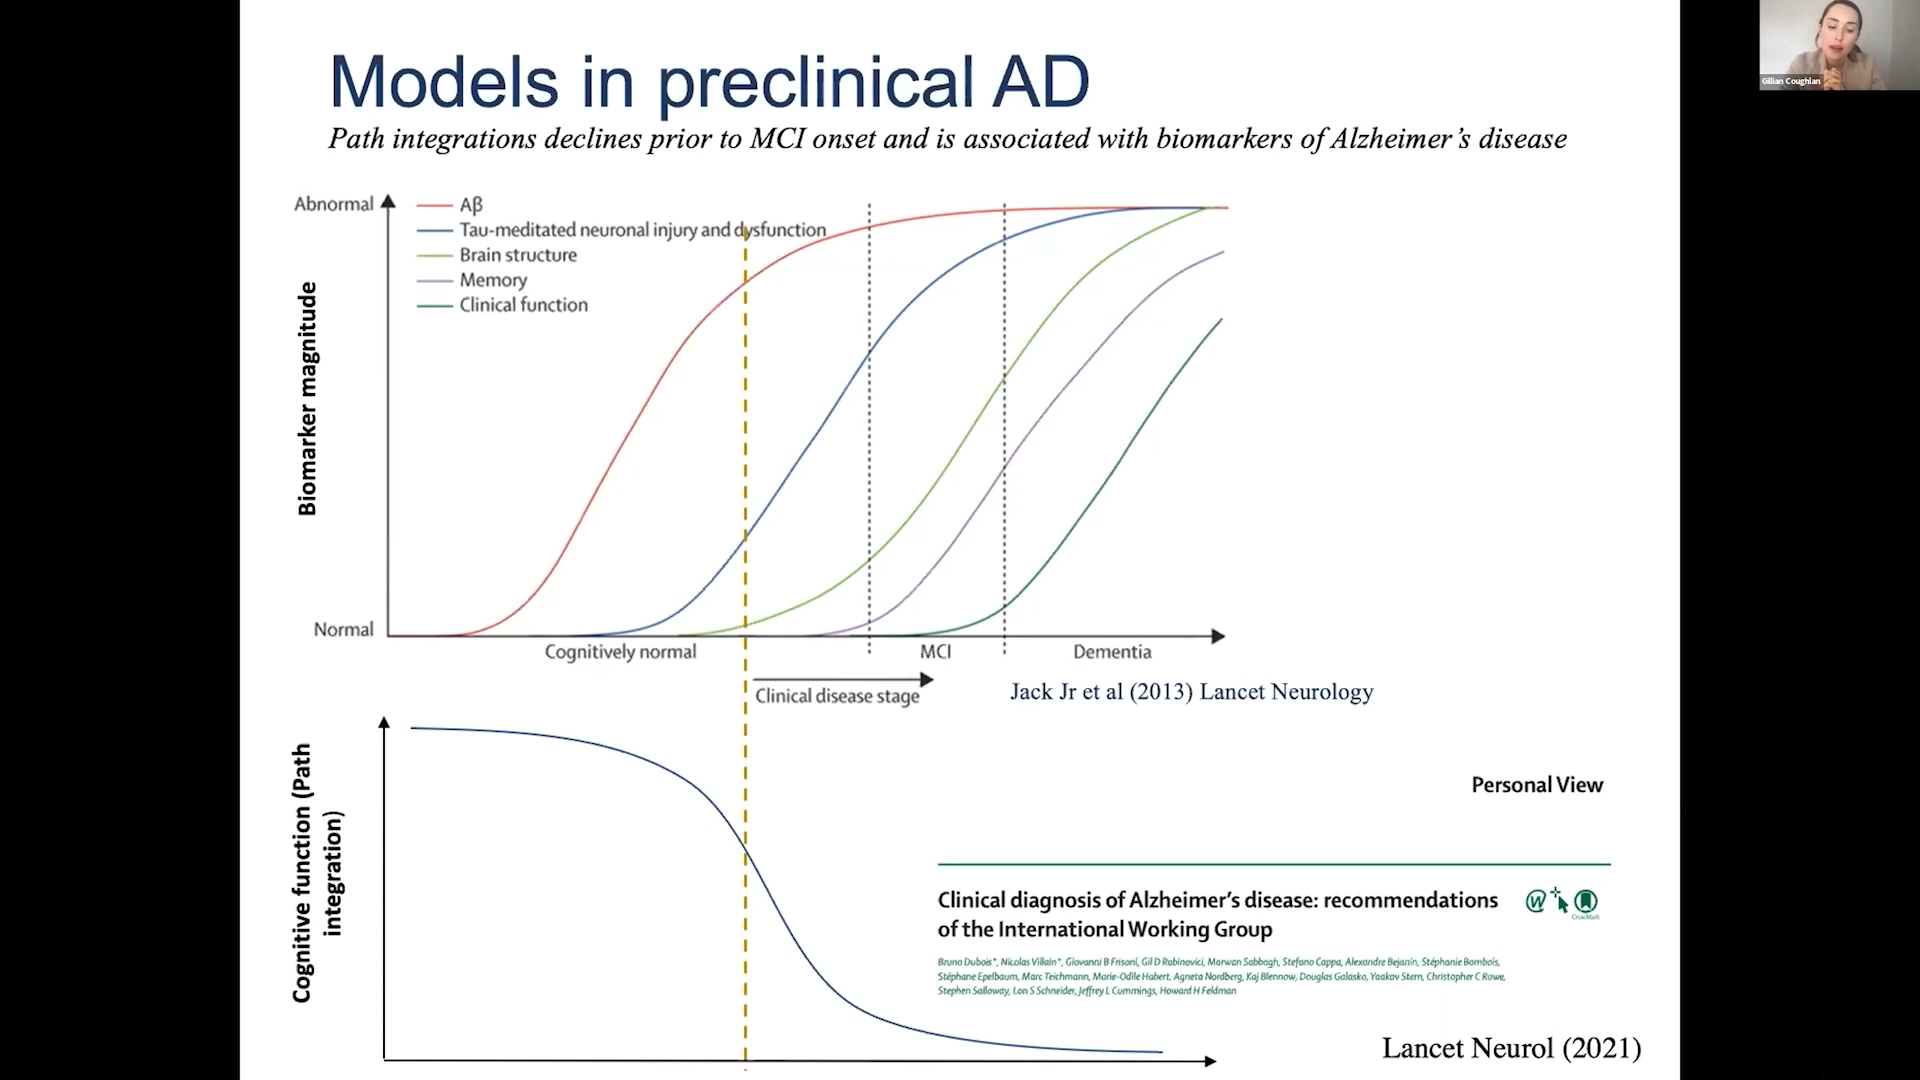 Models in preclinical AD
Path integrations declines prior to MCI onset and is associated with biomarkers of Alzheimer's disease
Gillian Coughlan
Abnormal
Aβ
Tau-meditated neuronal injury and dysfunction
Brain structure
Memory
Clinical function
Biomarker magnitude
Normal
Cognitively normal
MCI
Dementia
Clinical disease stage
Jack Jr et al (2013) Lancet Neurology
Cognitive function (Path
integration)
Personal View
Clinical diagnosis of Alzheimer's disease: recommendations
of the International Working Group
CrossMark
Bruno Dubois*, Nicolas Villain*, Giovanni B Frisoni, Gil D Rabinovici, Marwan Sabbagh, Stefano Cappa, Alexandre Bejanin, Stéphanie Bombois,
Stéphane Epelbaum, Marc Teichmann, Marie-Odile Habert, Agneta Nordberg, Kaj Blennow, Douglas Galasko, Yaakov Stern, Christopher C Rowe,
Stephen Salloway, Lon S Schneider, Jeffrey L Cummings, Howard H Feldman
Lancet Neurol (2021)